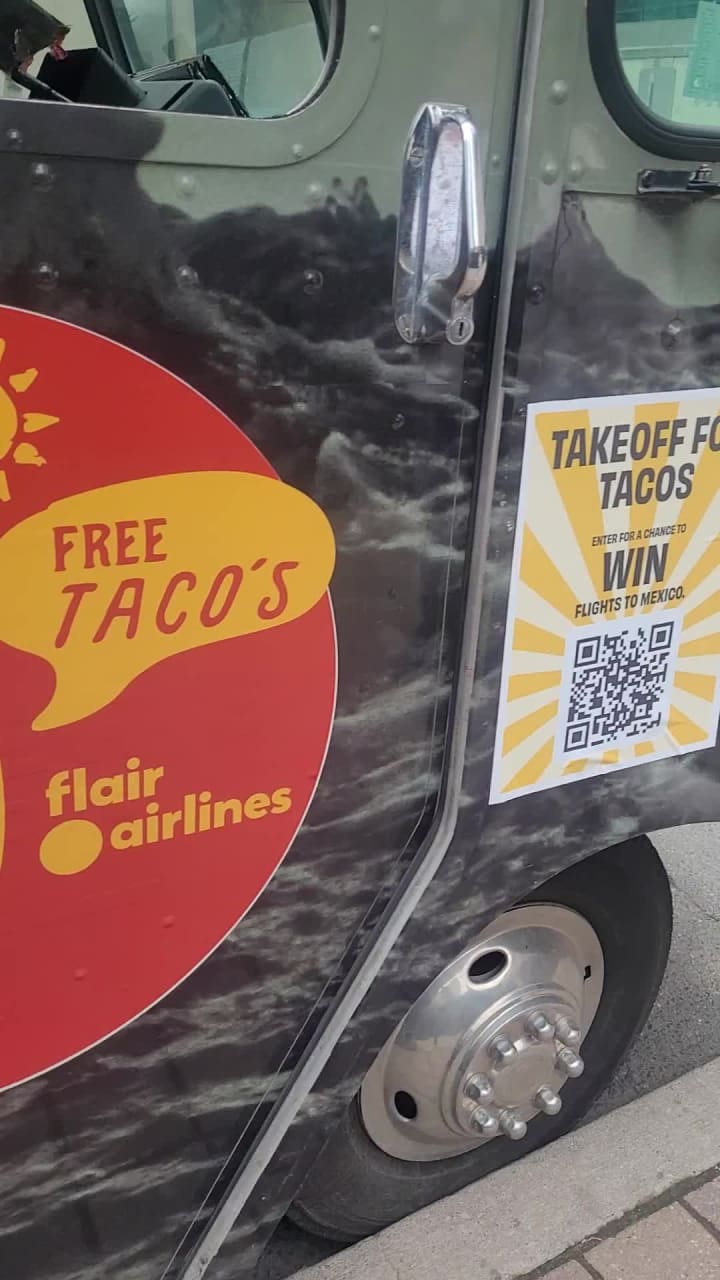 FREE
TACO'S
flair
airlines
TAKEOFF FO
TACOS
ENTER FOR A CHANCE TO
WIN
FLIGHTS TO MEXICO.